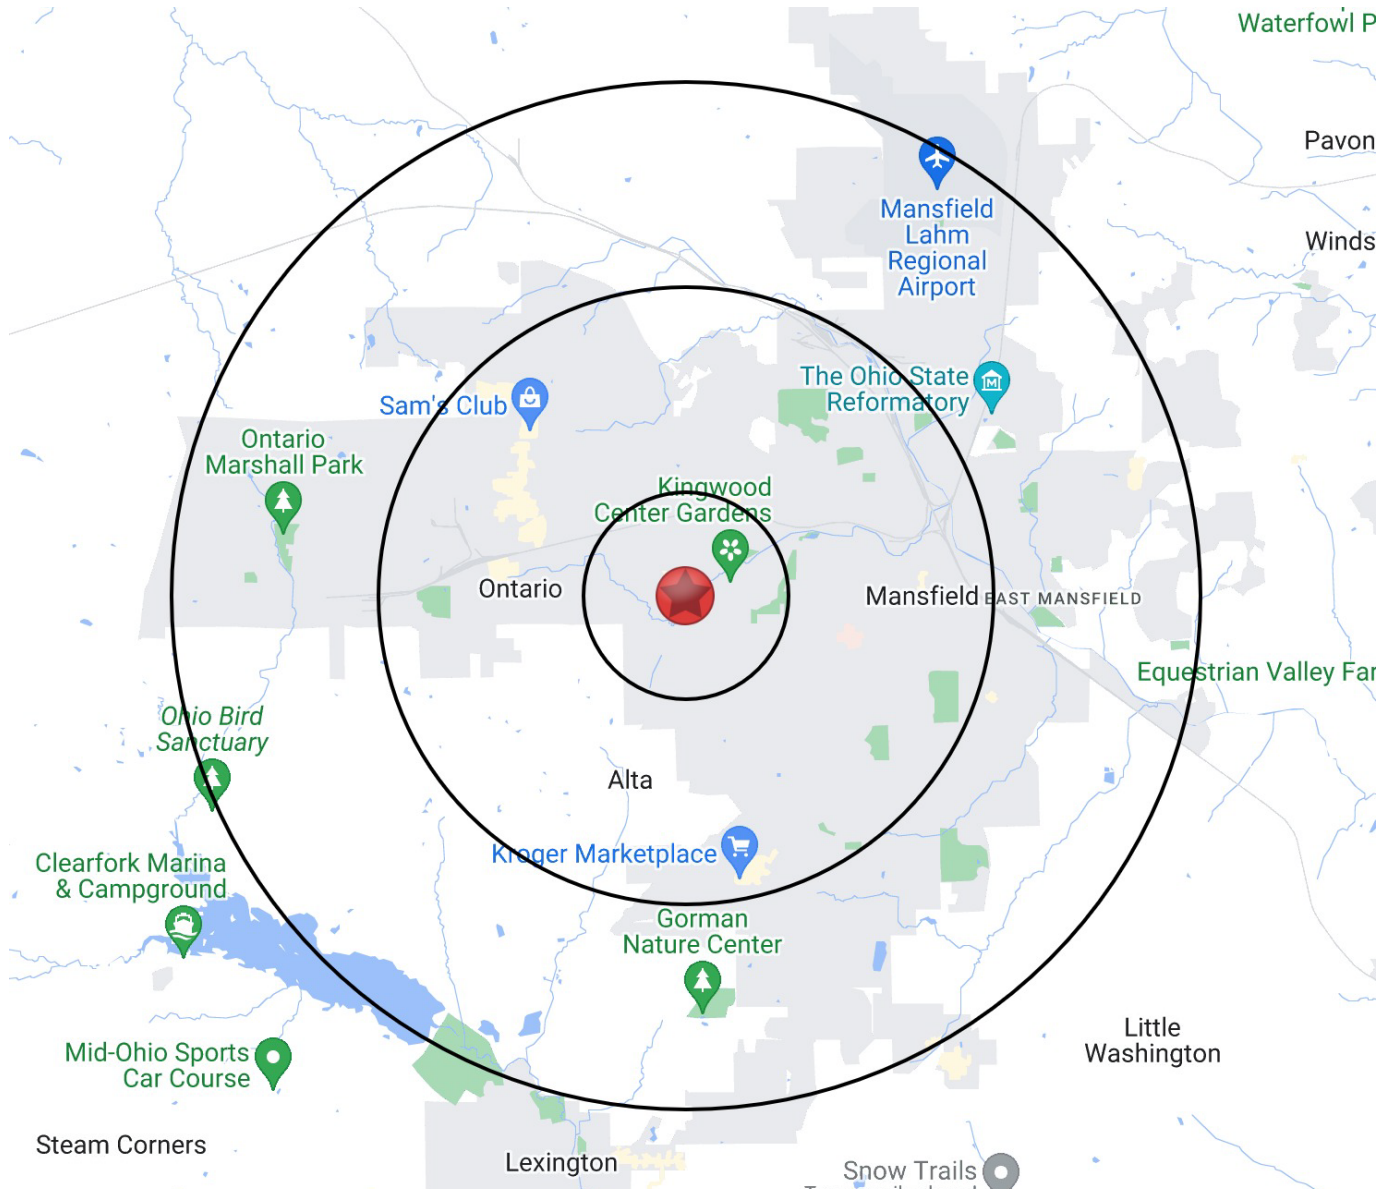 Waterfowl P
Pavon
Mansfield
Lahm
Regional
Airport
Winds
The Ohio State
Reformatory
Sam's Club
Ontario
Marshall Park
Kingwood
Center Gardens
Ontario
Mansfield
EAST MANSFIELD
Equestrian Valley Far
Ohio Bird
Sanctuary
Alta
Kroger Marketplace
Clearfork Marina
& Campground
Gorman
Nature Center
Little
Washington
Mid-Ohio Sports
Car Course
Steam Corners
Lexington
Snow Trails